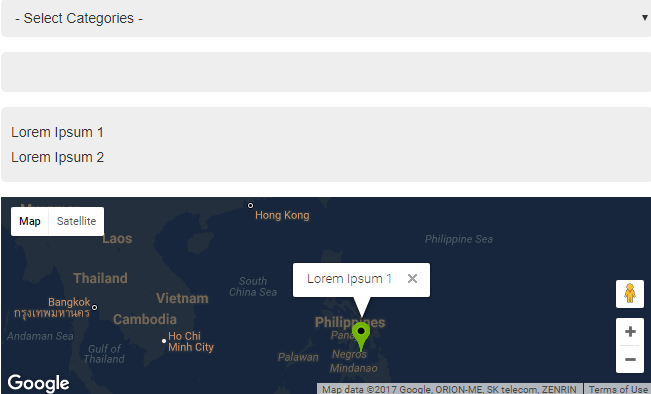 - Select Categories -
Lorem Ipsum 1
Lorem Ipsum 2
Map
Satellite
Myanmar
Hong Kong
Laos
Philippine Sea
Thailand
South
China Sea
Lorem Ipsum 1
Bangkok
กรุงเทพมหานคร
Vietnam
Cambodia
Philippines
Andaman Sea
Ho Chi
Minh City
Gulf of
Thailand
Palawan
Panay
Negros
Mindanao
Google
Map data ©2017 Google, ORION-ME, SK telecom, ZENRIN
Terms of Use